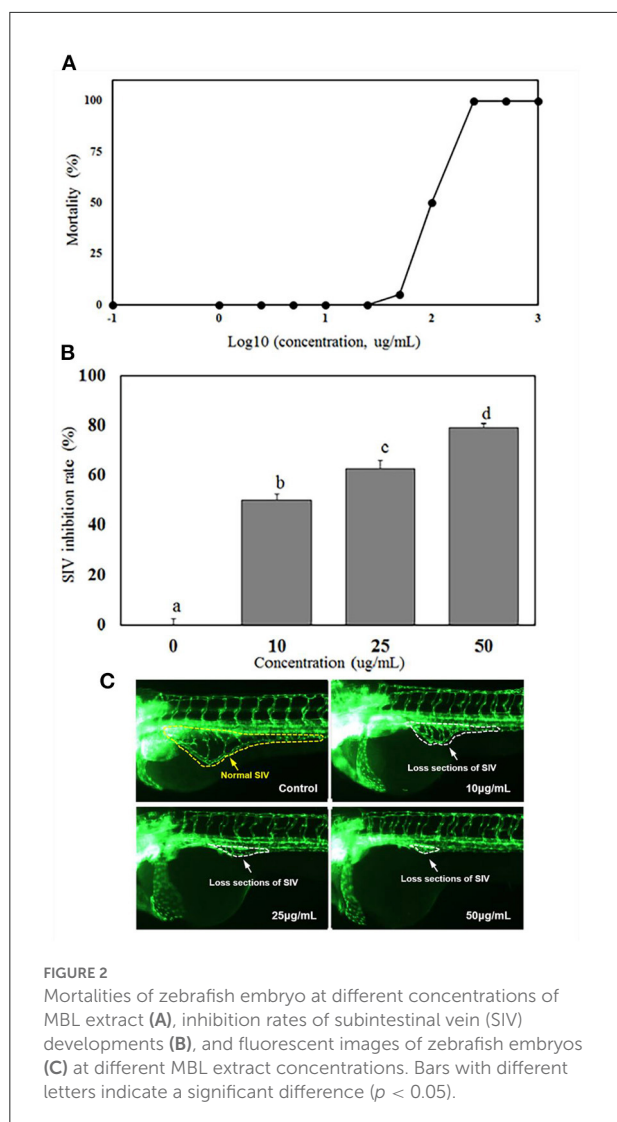 A
Mortality (%)
100
75
50
25
0
-1 0 1 2 3
Log10 (concentration, ug/mL)
B
SIV inhibition rate (%)
100
80
60
40
20
0
a
b
c
d
0 10 25 50
Concentration (ug/mL)
C
Normal SIV
Control
Loss sections of SIV
10µg/mL
Loss sections of SIV
25µg/mL
Loss sections of SIV
50µg/mL
FIGURE 2
Mortalities of zebrafish embryo at different concentrations of
MBL extract (A), inhibition rates of subintestinal vein (SIV)
developments (B), and fluorescent images of zebrafish embryos
(C) at different MBL extract concentrations. Bars with different
letters indicate a significant difference (p < 0.05).